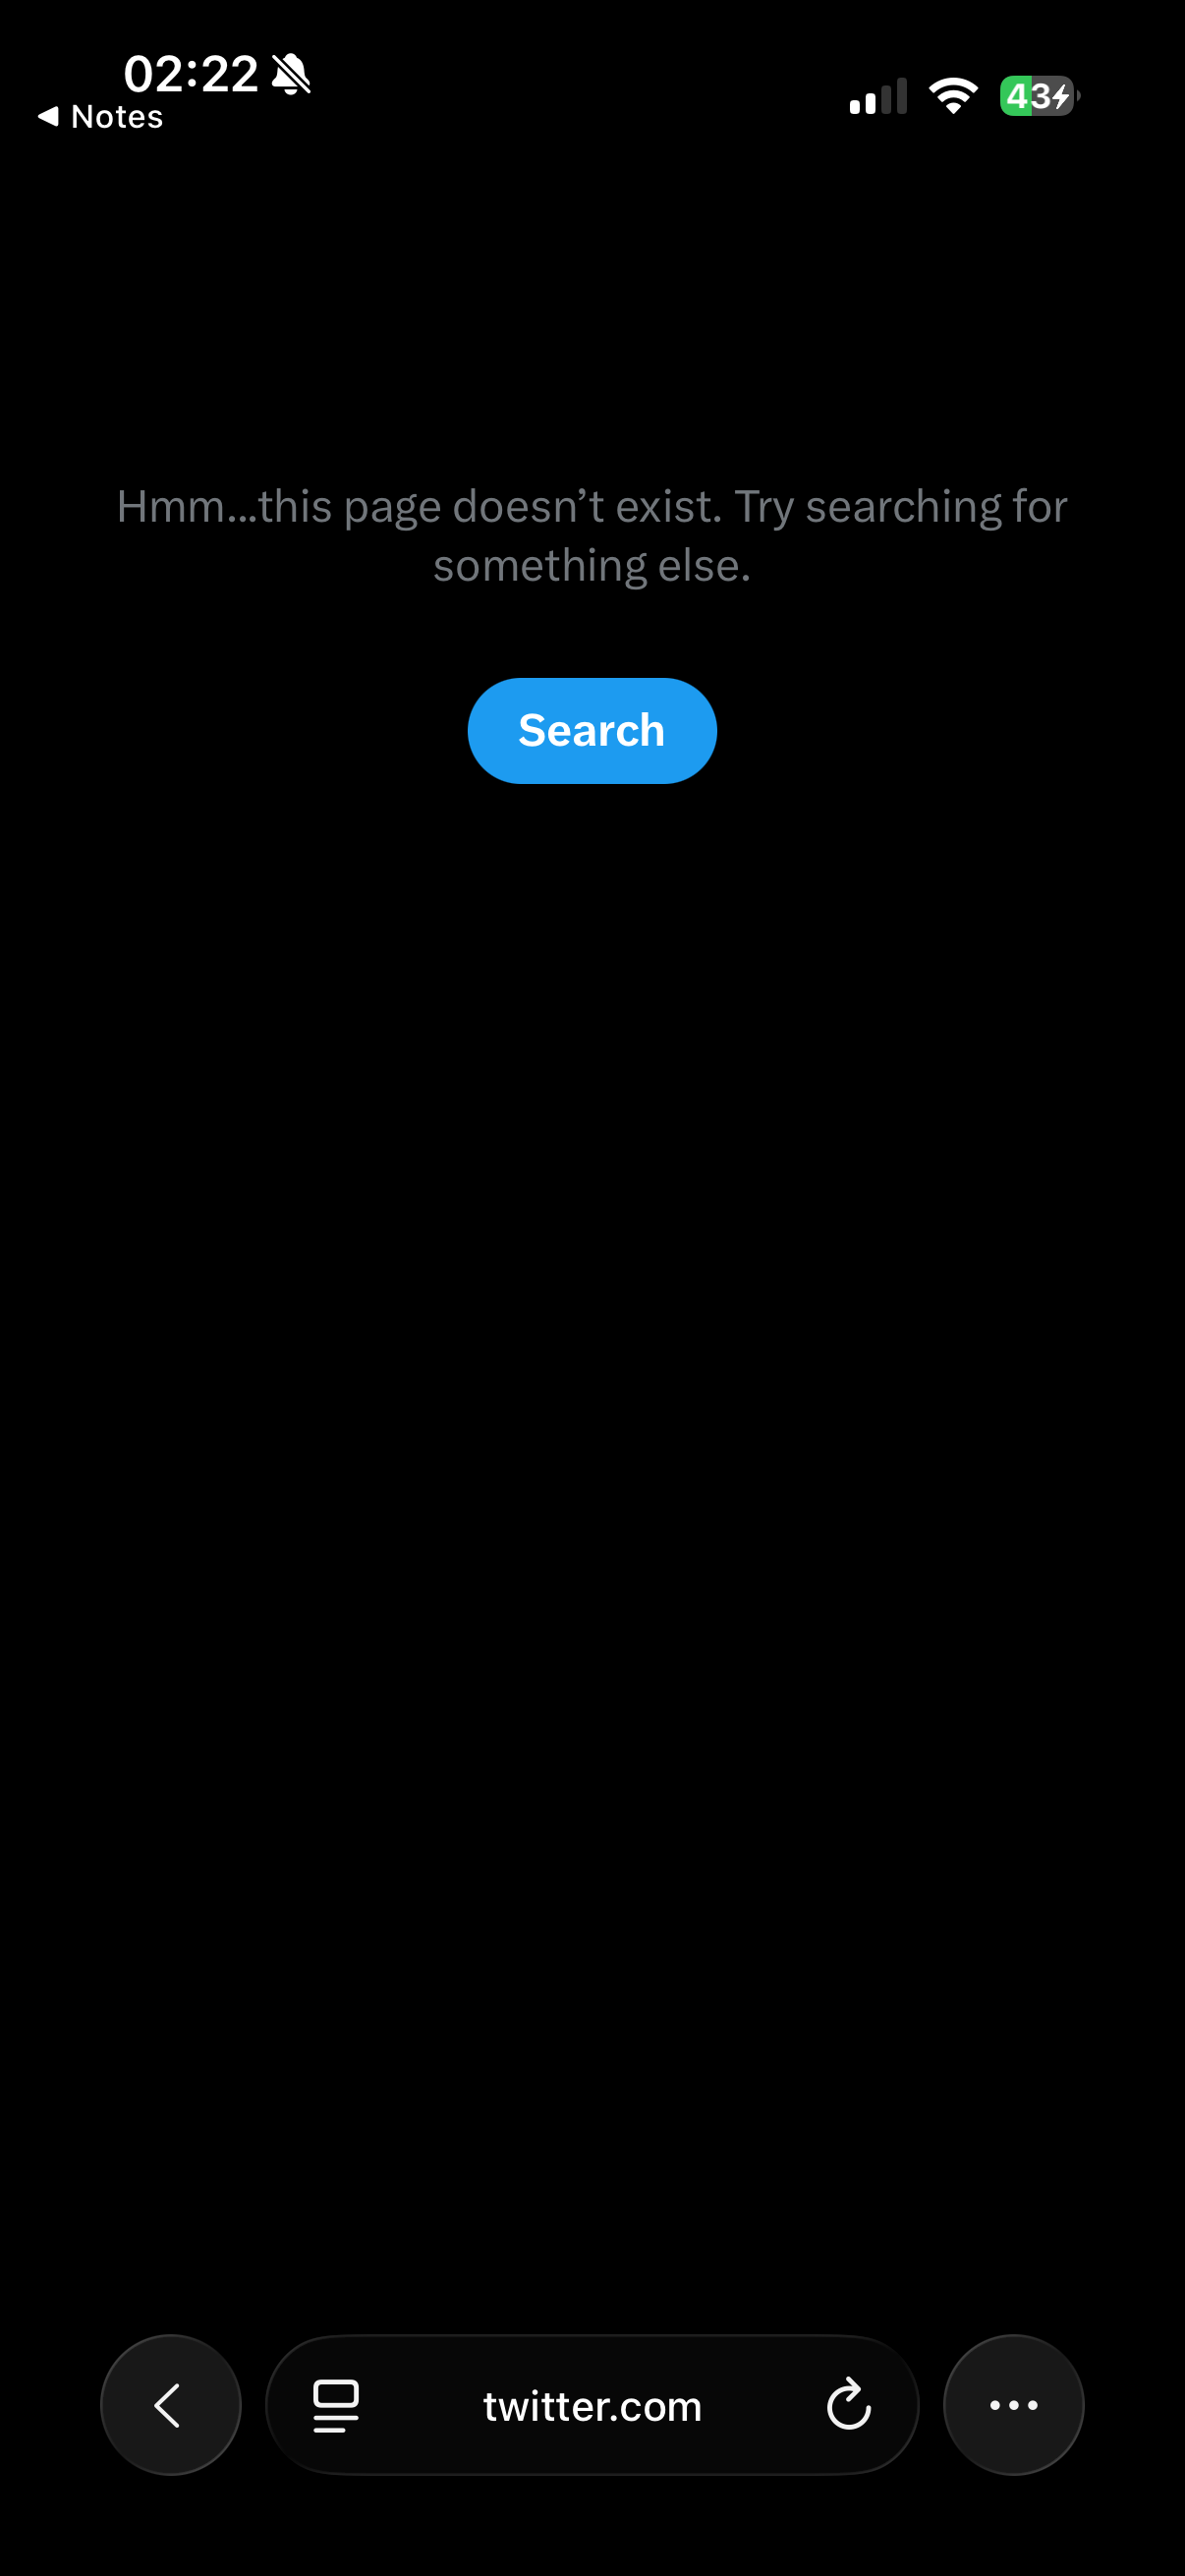 02:22
◀ Notes
43
Hmm...this page doesn’t exist. Try searching for
something else.
Search
twitter.com